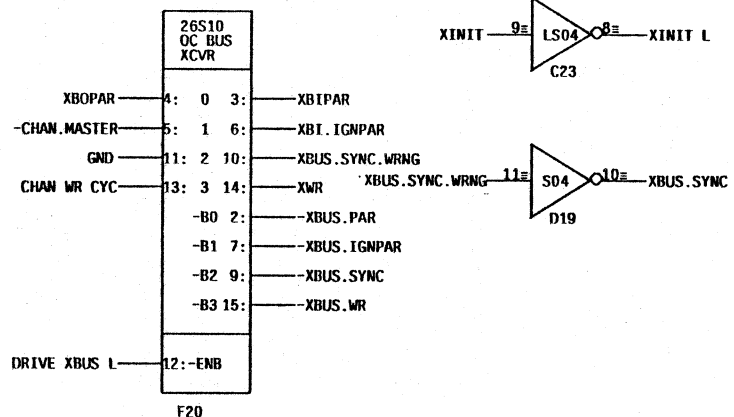 26S10
OC BUS
XCVR
XBOPAR 4: 0 3: XBIPAR
-CHAN.MASTER 5: 1 6: XBI.IGNPAR
GND 11: 2 10: XBUS.SYNC.WRNG
CHAN WR CYC 13: 3 14: XWR
-B0 2: -XBUS.PAR
-B1 7: -XBUS.IGNPAR
-B2 9: -XBUS.SYNC
-B3 15: -XBUS.WR
DRIVE XBUS L 12:-ENB
F20
XINIT 9≡ LS04 8≡ XINIT L
C23
XBUS.SYNC.WRNG 11≡ S04 10≡ XBUS.SYNC
D19